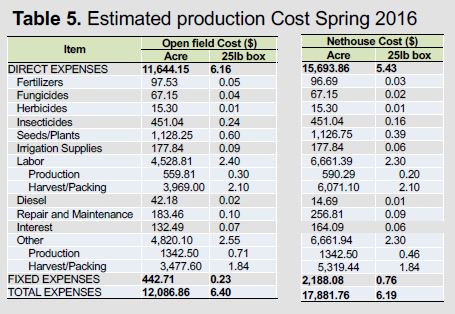 Table 5. Estimated production Cost Spring 2016
Item Open field Cost ($) Nethouse Cost ($)
Acre 25lb box Acre 25lb box
DIRECT EXPENSES 11,644.15 6.16 15,693.86 5.43
Fertilizers 97.53 0.05 96.69 0.03
Fungicides 67.15 0.04 67.15 0.02
Herbicides 15.30 0.01 15.30 0.01
Insecticides 451.04 0.24 451.04 0.16
Seeds/Plants 1,128.25 0.60 1,126.75 0.39
Irrigation Supplies 177.84 0.09 177.84 0.06
Labor 4,528.81 2.40 6,661.39 2.30
Production 559.81 0.30 590.29 0.20
Harvest/Packing 3,969.00 2.10 6,071.10 2.10
Diesel 42.18 0.02 14.69 0.01
Repair and Maintenance 183.46 0.10 256.81 0.09
Interest 132.49 0.07 164.09 0.06
Other 4,820.10 2.55 6,661.94 2.30
Production 1342.50 0.71 1342.50 0.46
Harvest/Packing 3,477.60 1.84 5,319.44 1.84
FIXED EXPENSES 442.71 0.23 2,188.08 0.76
TOTAL EXPENSES 12,086.86 6.40 17,881.76 6.19